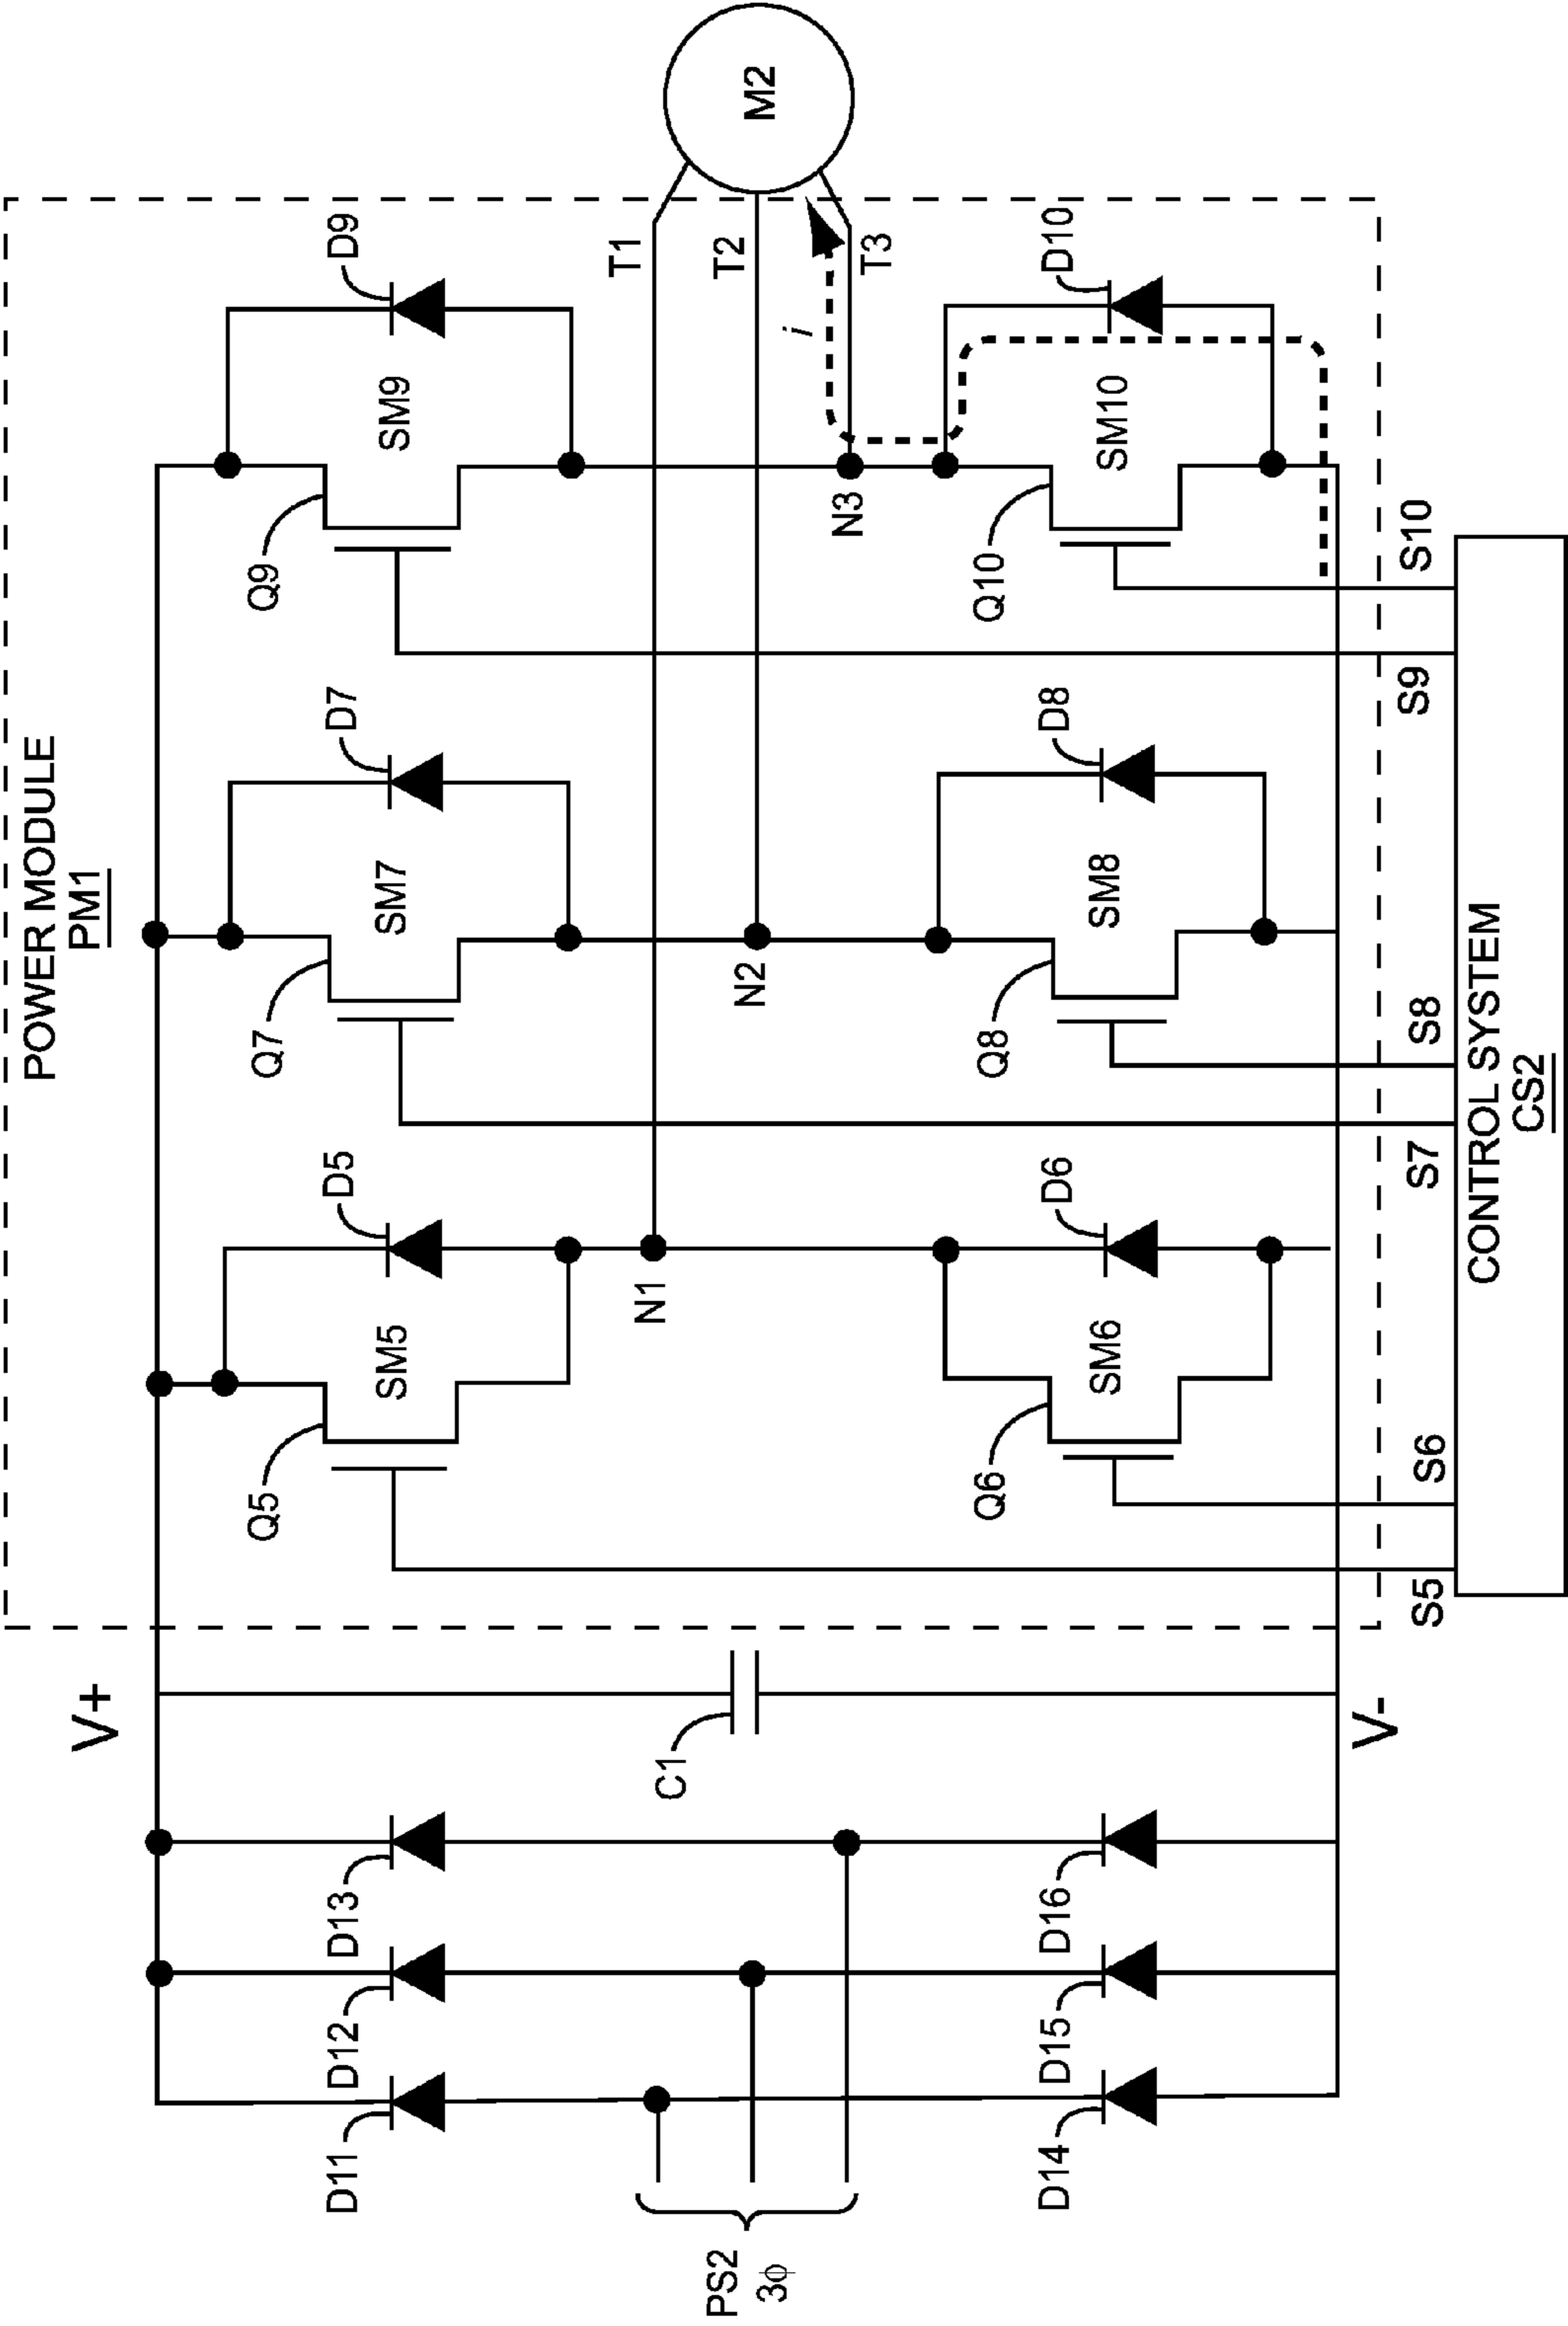 POWER MODULE
PM1
V+
D11
D12
D13
Q5
D5
SM5
Q7
D7
SM7
Q9
D9
SM9
PS2
3ϕ
C1
N1
T1
N2
T2
M2
N3
i
T3
D14
D15
D16
Q6
D6
SM6
Q8
D8
SM8
Q10
D10
SM10
V-
S5
S6
S7
S8
S9
S10
CONTROL SYSTEM
CS2